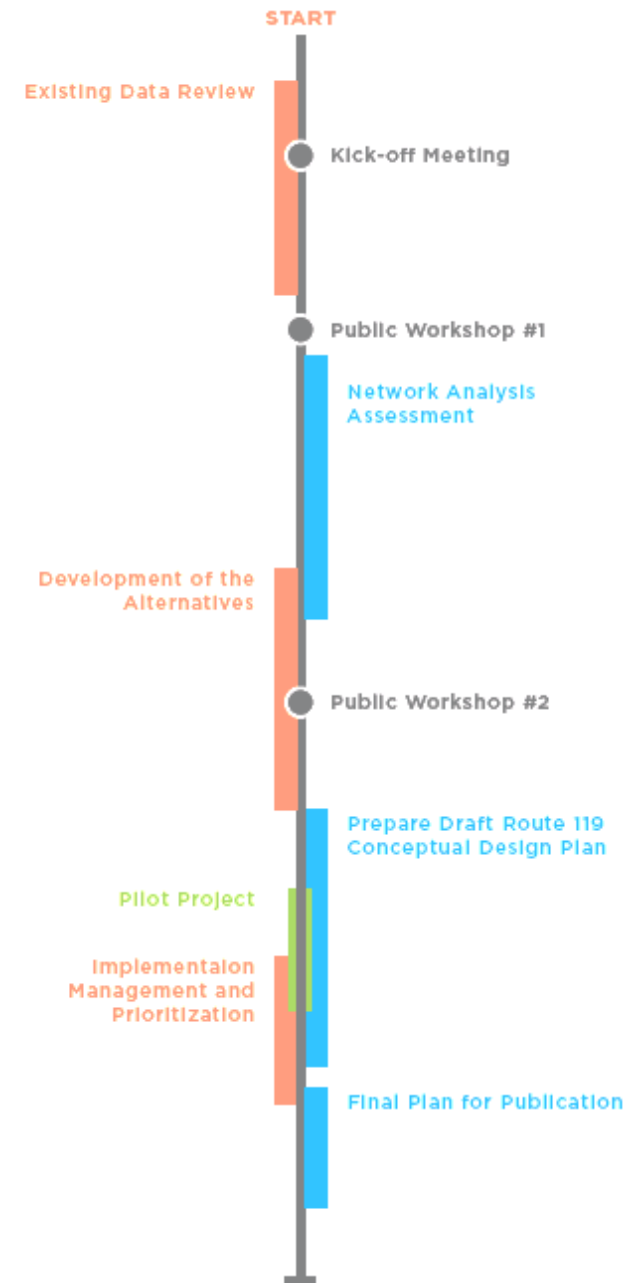 START
Existing Data Review
Kick-off Meeting
Public Workshop #1
Network Analysis
Assessment
Development of the
Alternatives
Public Workshop #2
Prepare Draft Route 119
Conceptual Design Plan
Pilot Project
Implementaion
Management and
Prioritization
Final Plan for Publication